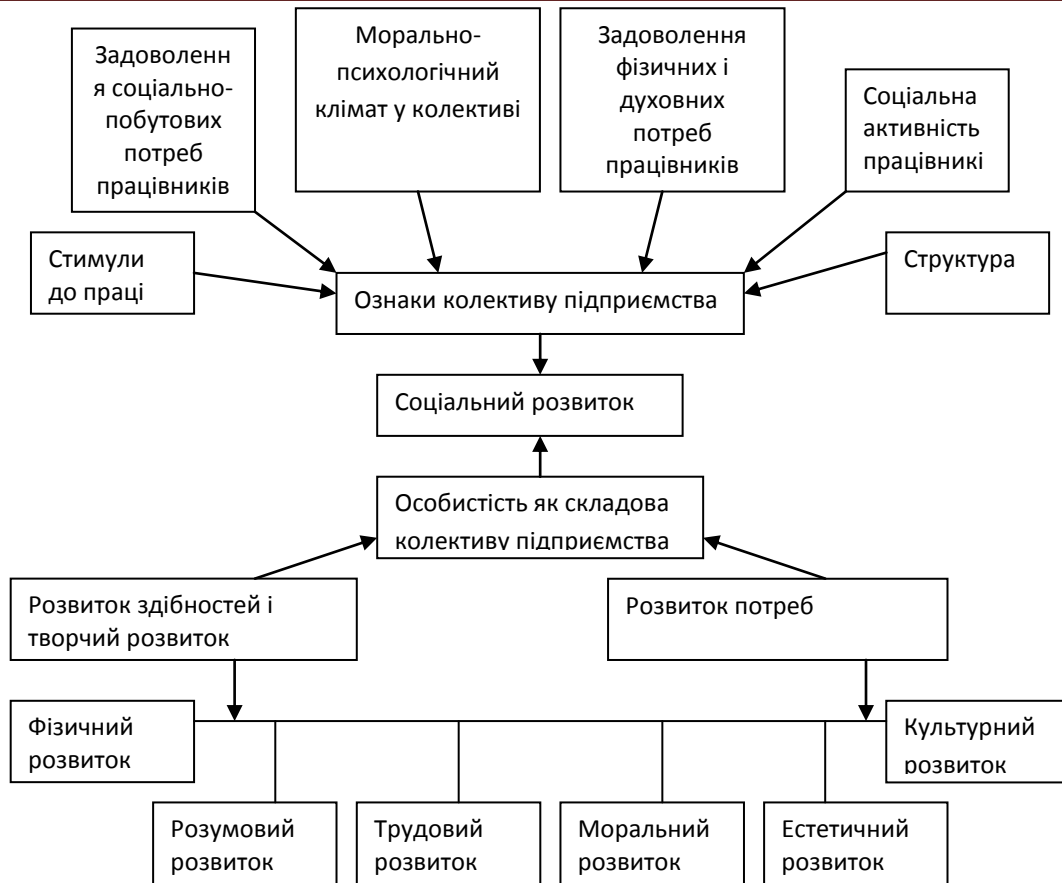 Задоволенн
я соціально-
побутових
потреб
працівників
Морально-
психологічний
клімат у колективі
Задоволення
фізичних і
духовних
потреб
працівників
Соціальна
активність
працівникі
Стимули
до праці
Ознаки колективу підприємства
Структура
Соціальний розвиток
Особистість як складова
колективу підприємства
Розвиток здібностей і
творчий розвиток
Розвиток потреб
Фізичний
розвиток
Культурний
розвиток
Розумовий
розвиток
Трудовий
розвиток
Моральний
розвиток
Естетичний
розвиток